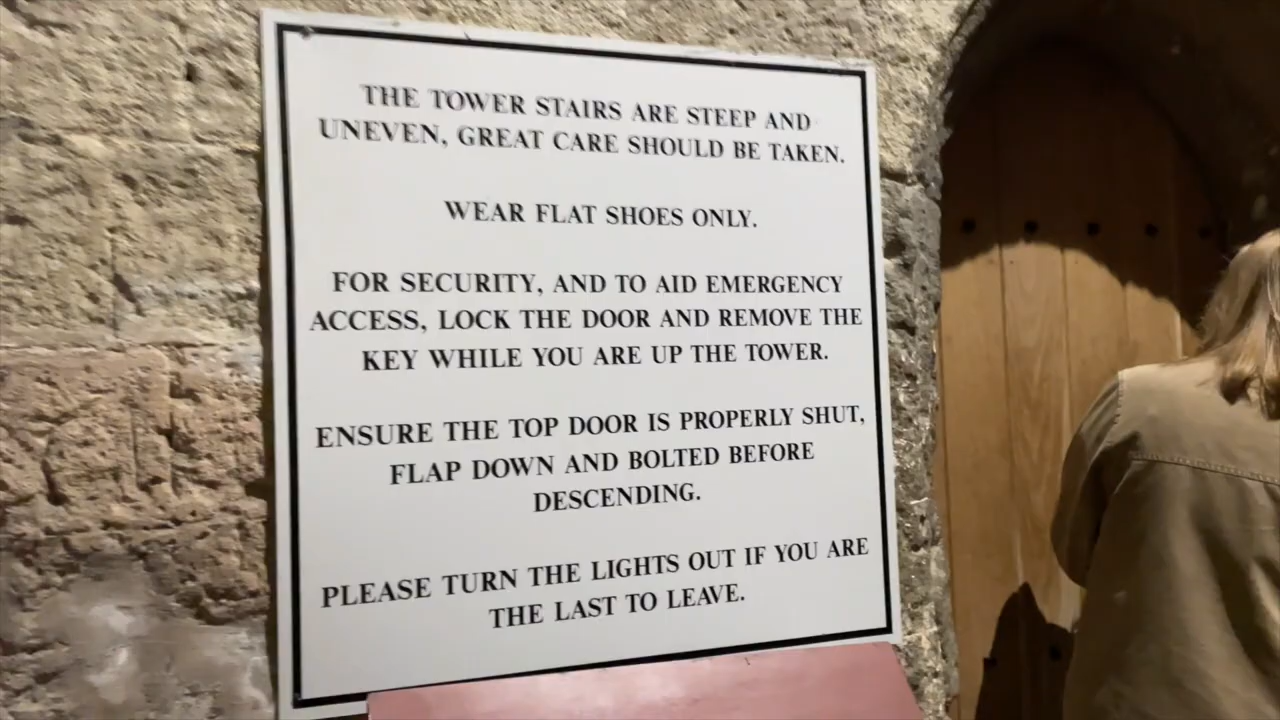 THE TOWER STAIRS ARE STEEP AND
UNEVEN, GREAT CARE SHOULD BE TAKEN.
WEAR FLAT SHOES ONLY.
FOR SECURITY, AND TO AID EMERGENCY
ACCESS, LOCK THE DOOR AND REMOVE THE
KEY WHILE YOU ARE UP THE TOWER.
ENSURE THE TOP DOOR IS PROPERLY SHUT,
FLAP DOWN AND BOLTED BEFORE
DESCENDING.
PLEASE TURN THE LIGHTS OUT IF YOU ARE
THE LAST TO LEAVE.